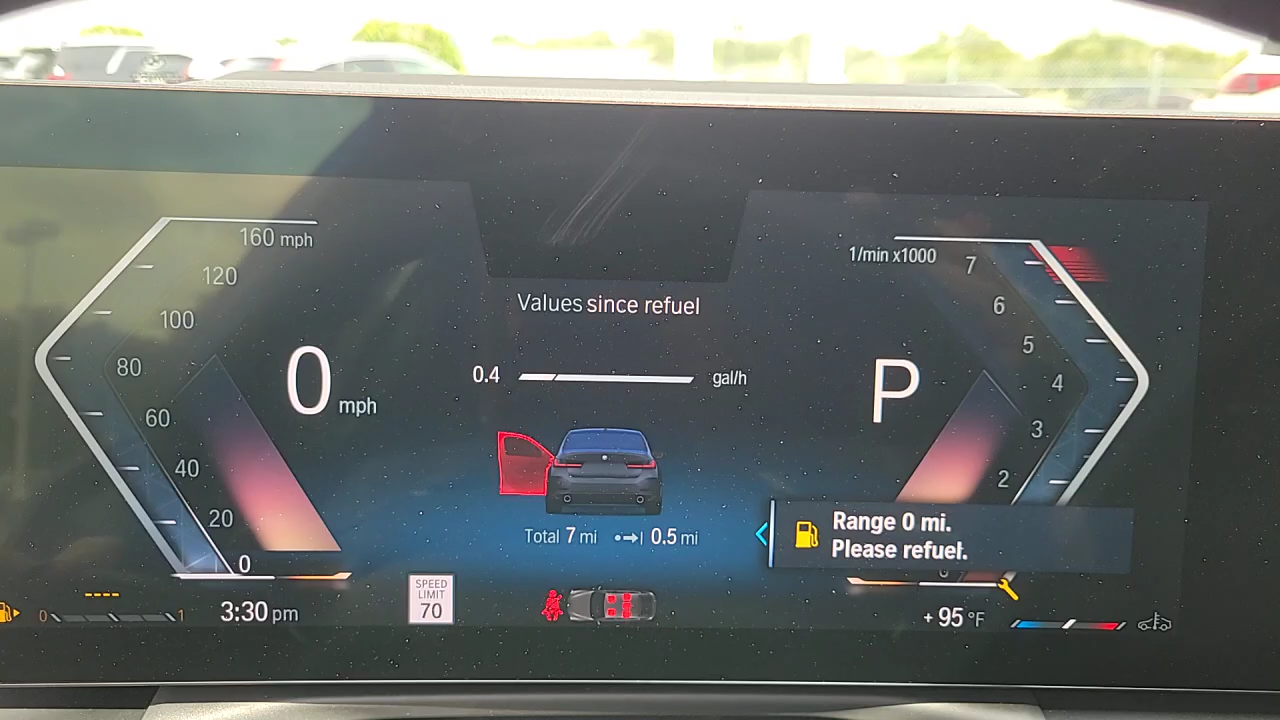 160 mph
120
100
80
60
40
20
0
0 mph
Values since refuel
0.4 gal/h
Total 7 mi 0.5 mi
1/min x1000
7
6
5
4
3
2
P
Range 0 mi.
Please refuel.
---- 
0 1
3:30 pm
SPEED
LIMIT
70
+ 95 °F